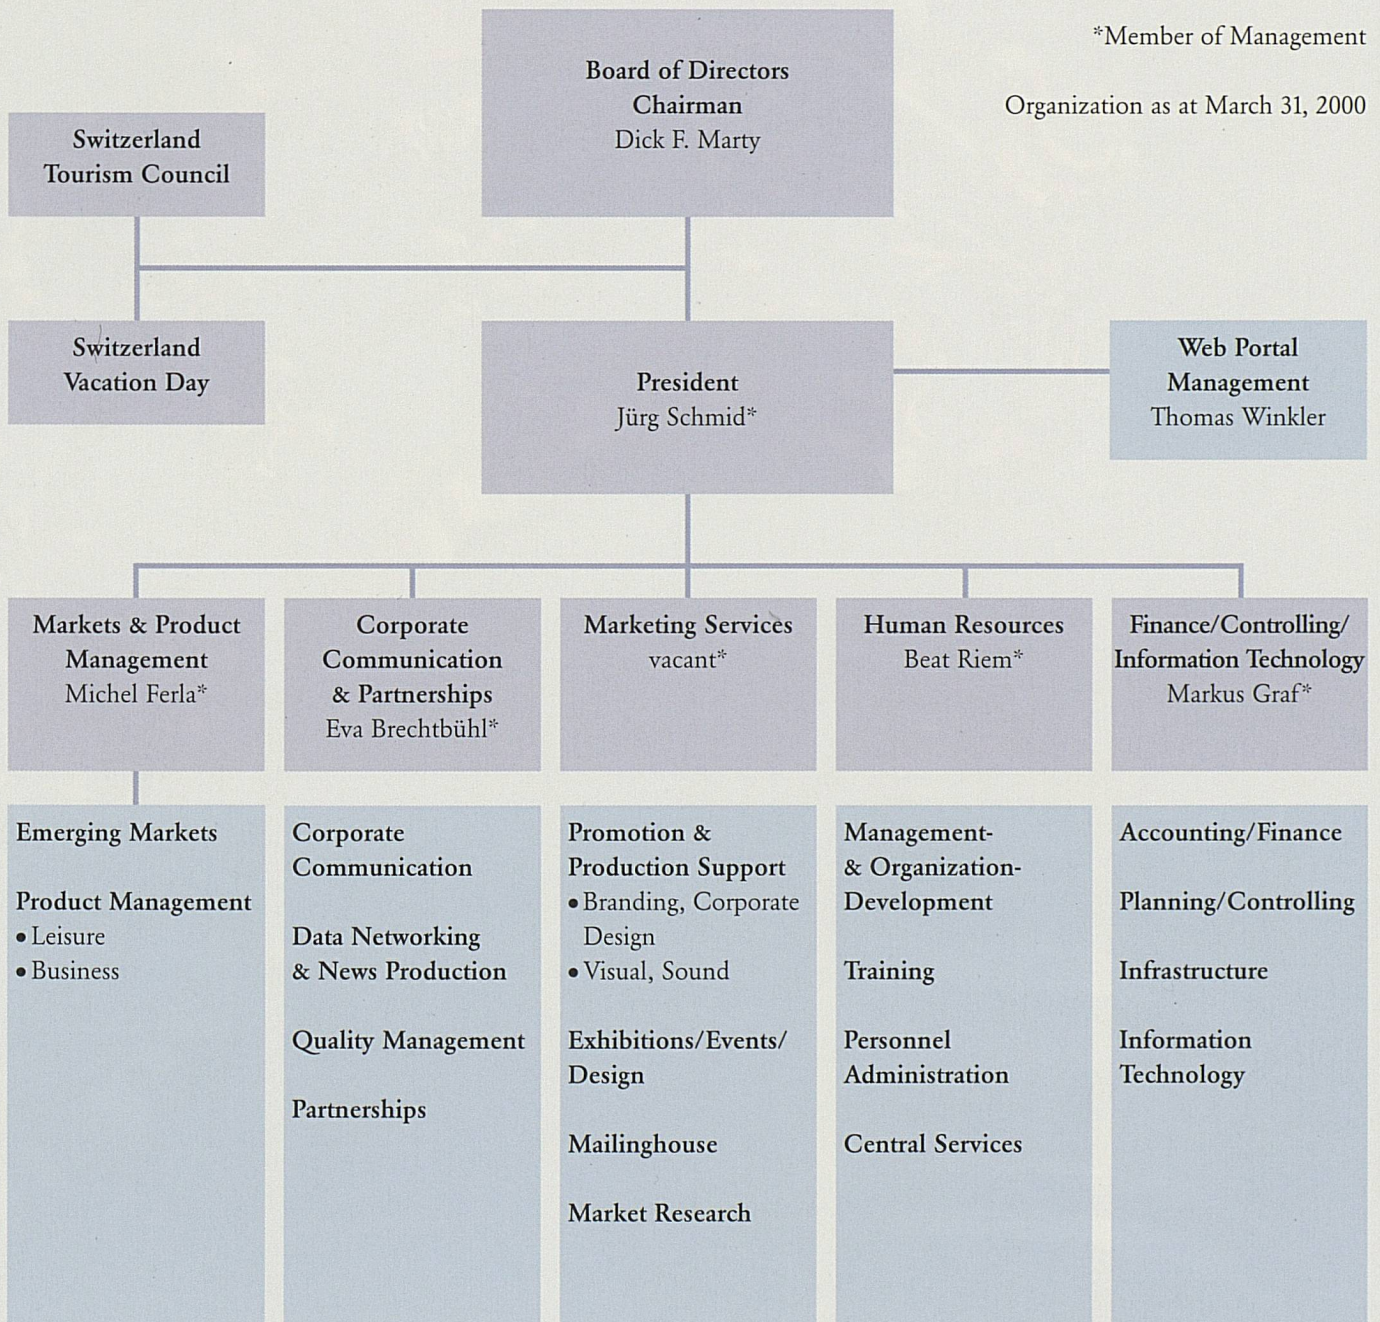 *Member of Management
Organization as at March 31, 2000
Board of Directors
Chairman
Dick F. Marty
Switzerland
Tourism Council
Switzerland
Vacation Day
President
Jürg Schmid*
Web Portal
Management
Thomas Winkler
Markets & Product
Management
Michel Ferla*
Corporate
Communication
& Partnerships
Eva Brechtbühl*
Marketing Services
vacant*
Human Resources
Beat Riem*
Finance/Controlling/
Information Technology
Markus Graf*
Emerging Markets
Product Management
• Leisure
• Business
Corporate
Communication
Data Networking
& News Production
Quality Management
Partnerships
Promotion &
Production Support
• Branding, Corporate
Design
• Visual, Sound
Exhibitions/Events/
Design
Mailinghouse
Market Research
Management-
& Organization-
Development
Training
Personnel
Administration
Central Services
Accounting/Finance
Planning/Controlling
Infrastructure
Information
Technology